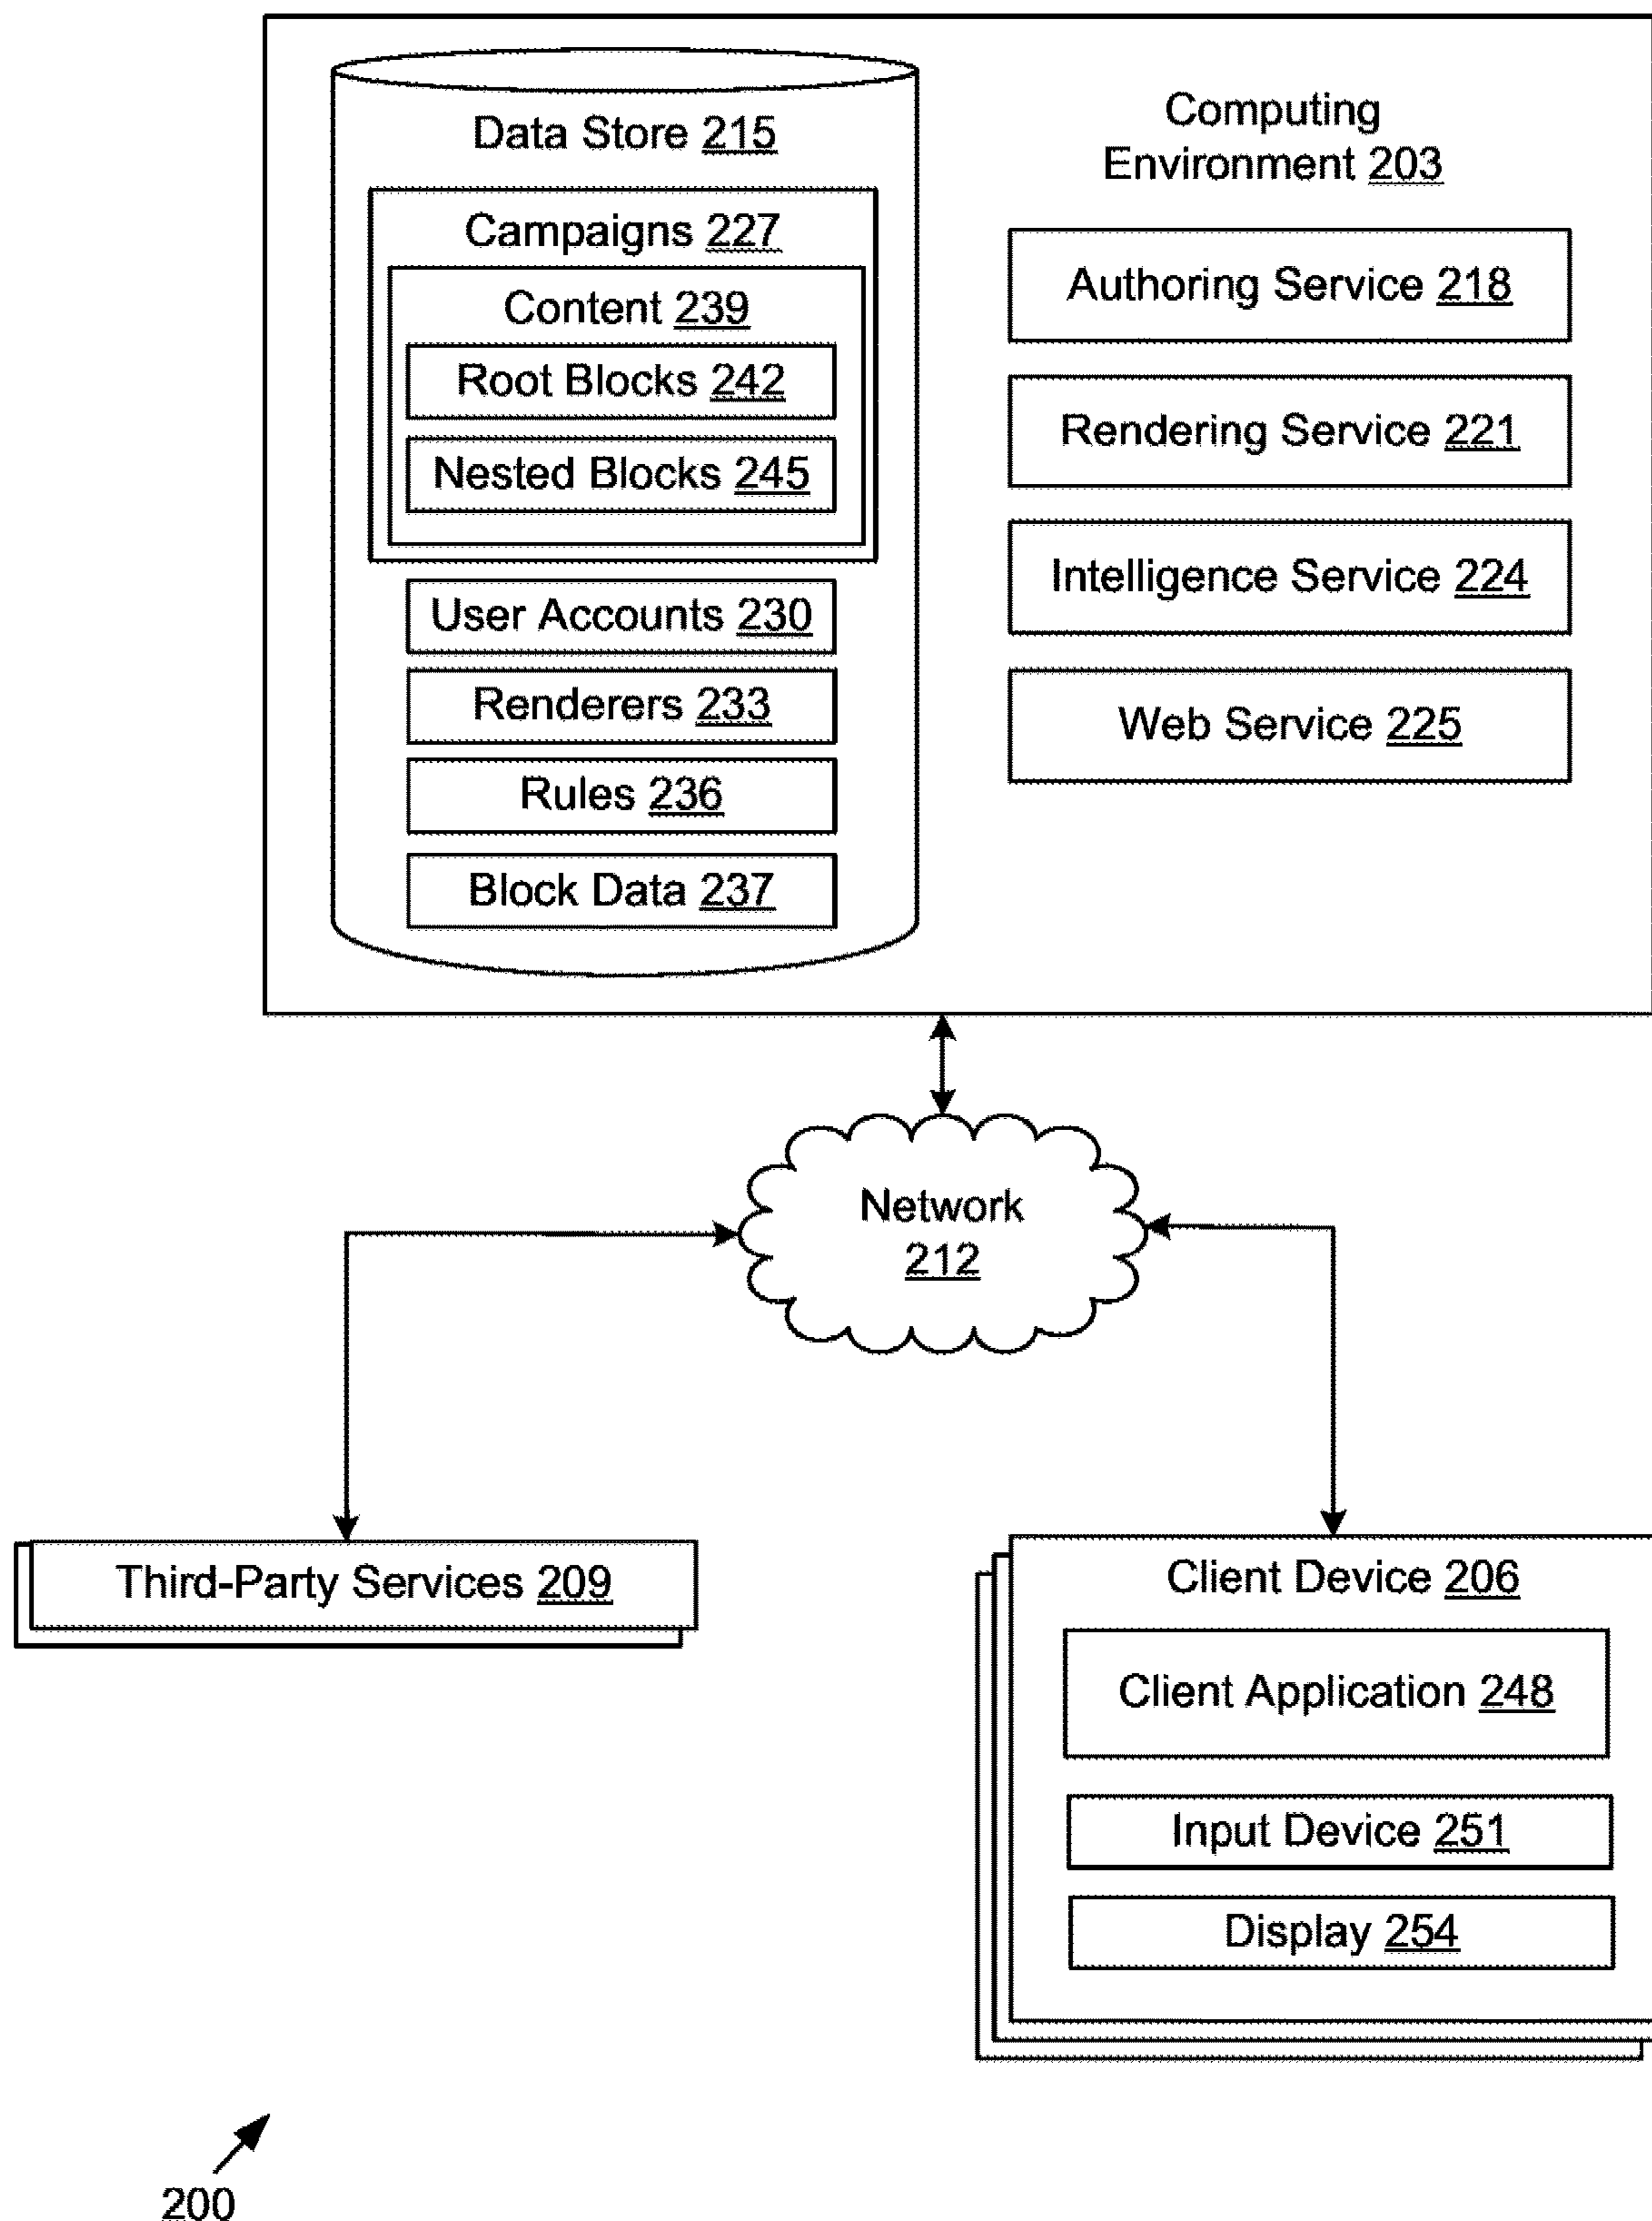 Data Store 215
Campaigns 227
Content 239
Root Blocks 242
Nested Blocks 245
User Accounts 230
Renderers 233
Rules 236
Block Data 237
Computing
Environment 203
Authoring Service 218
Rendering Service 221
Intelligence Service 224
Web Service 225
Network
212
Third-Party Services 209
Client Device 206
Client Application 248
Input Device 251
Display 254
200